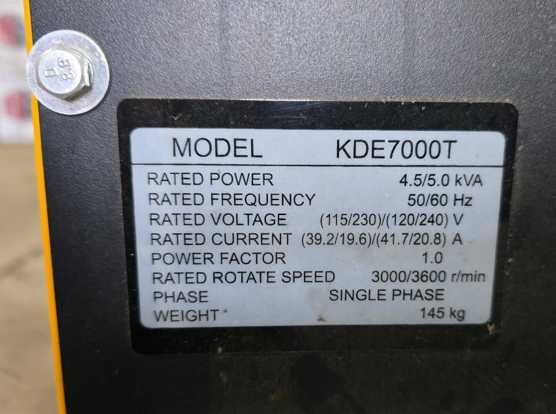 8.8
MODEL KDE7000T
RATED POWER 4.5/5.0 kVA
RATED FREQUENCY 50/60 Hz
RATED VOLTAGE (115/230)/(120/240) V
RATED CURRENT (39.2/19.6)/(41.7/20.8) A
POWER FACTOR 1.0
RATED ROTATE SPEED 3000/3600 r/min
PHASE SINGLE PHASE
WEIGHT 145 kg